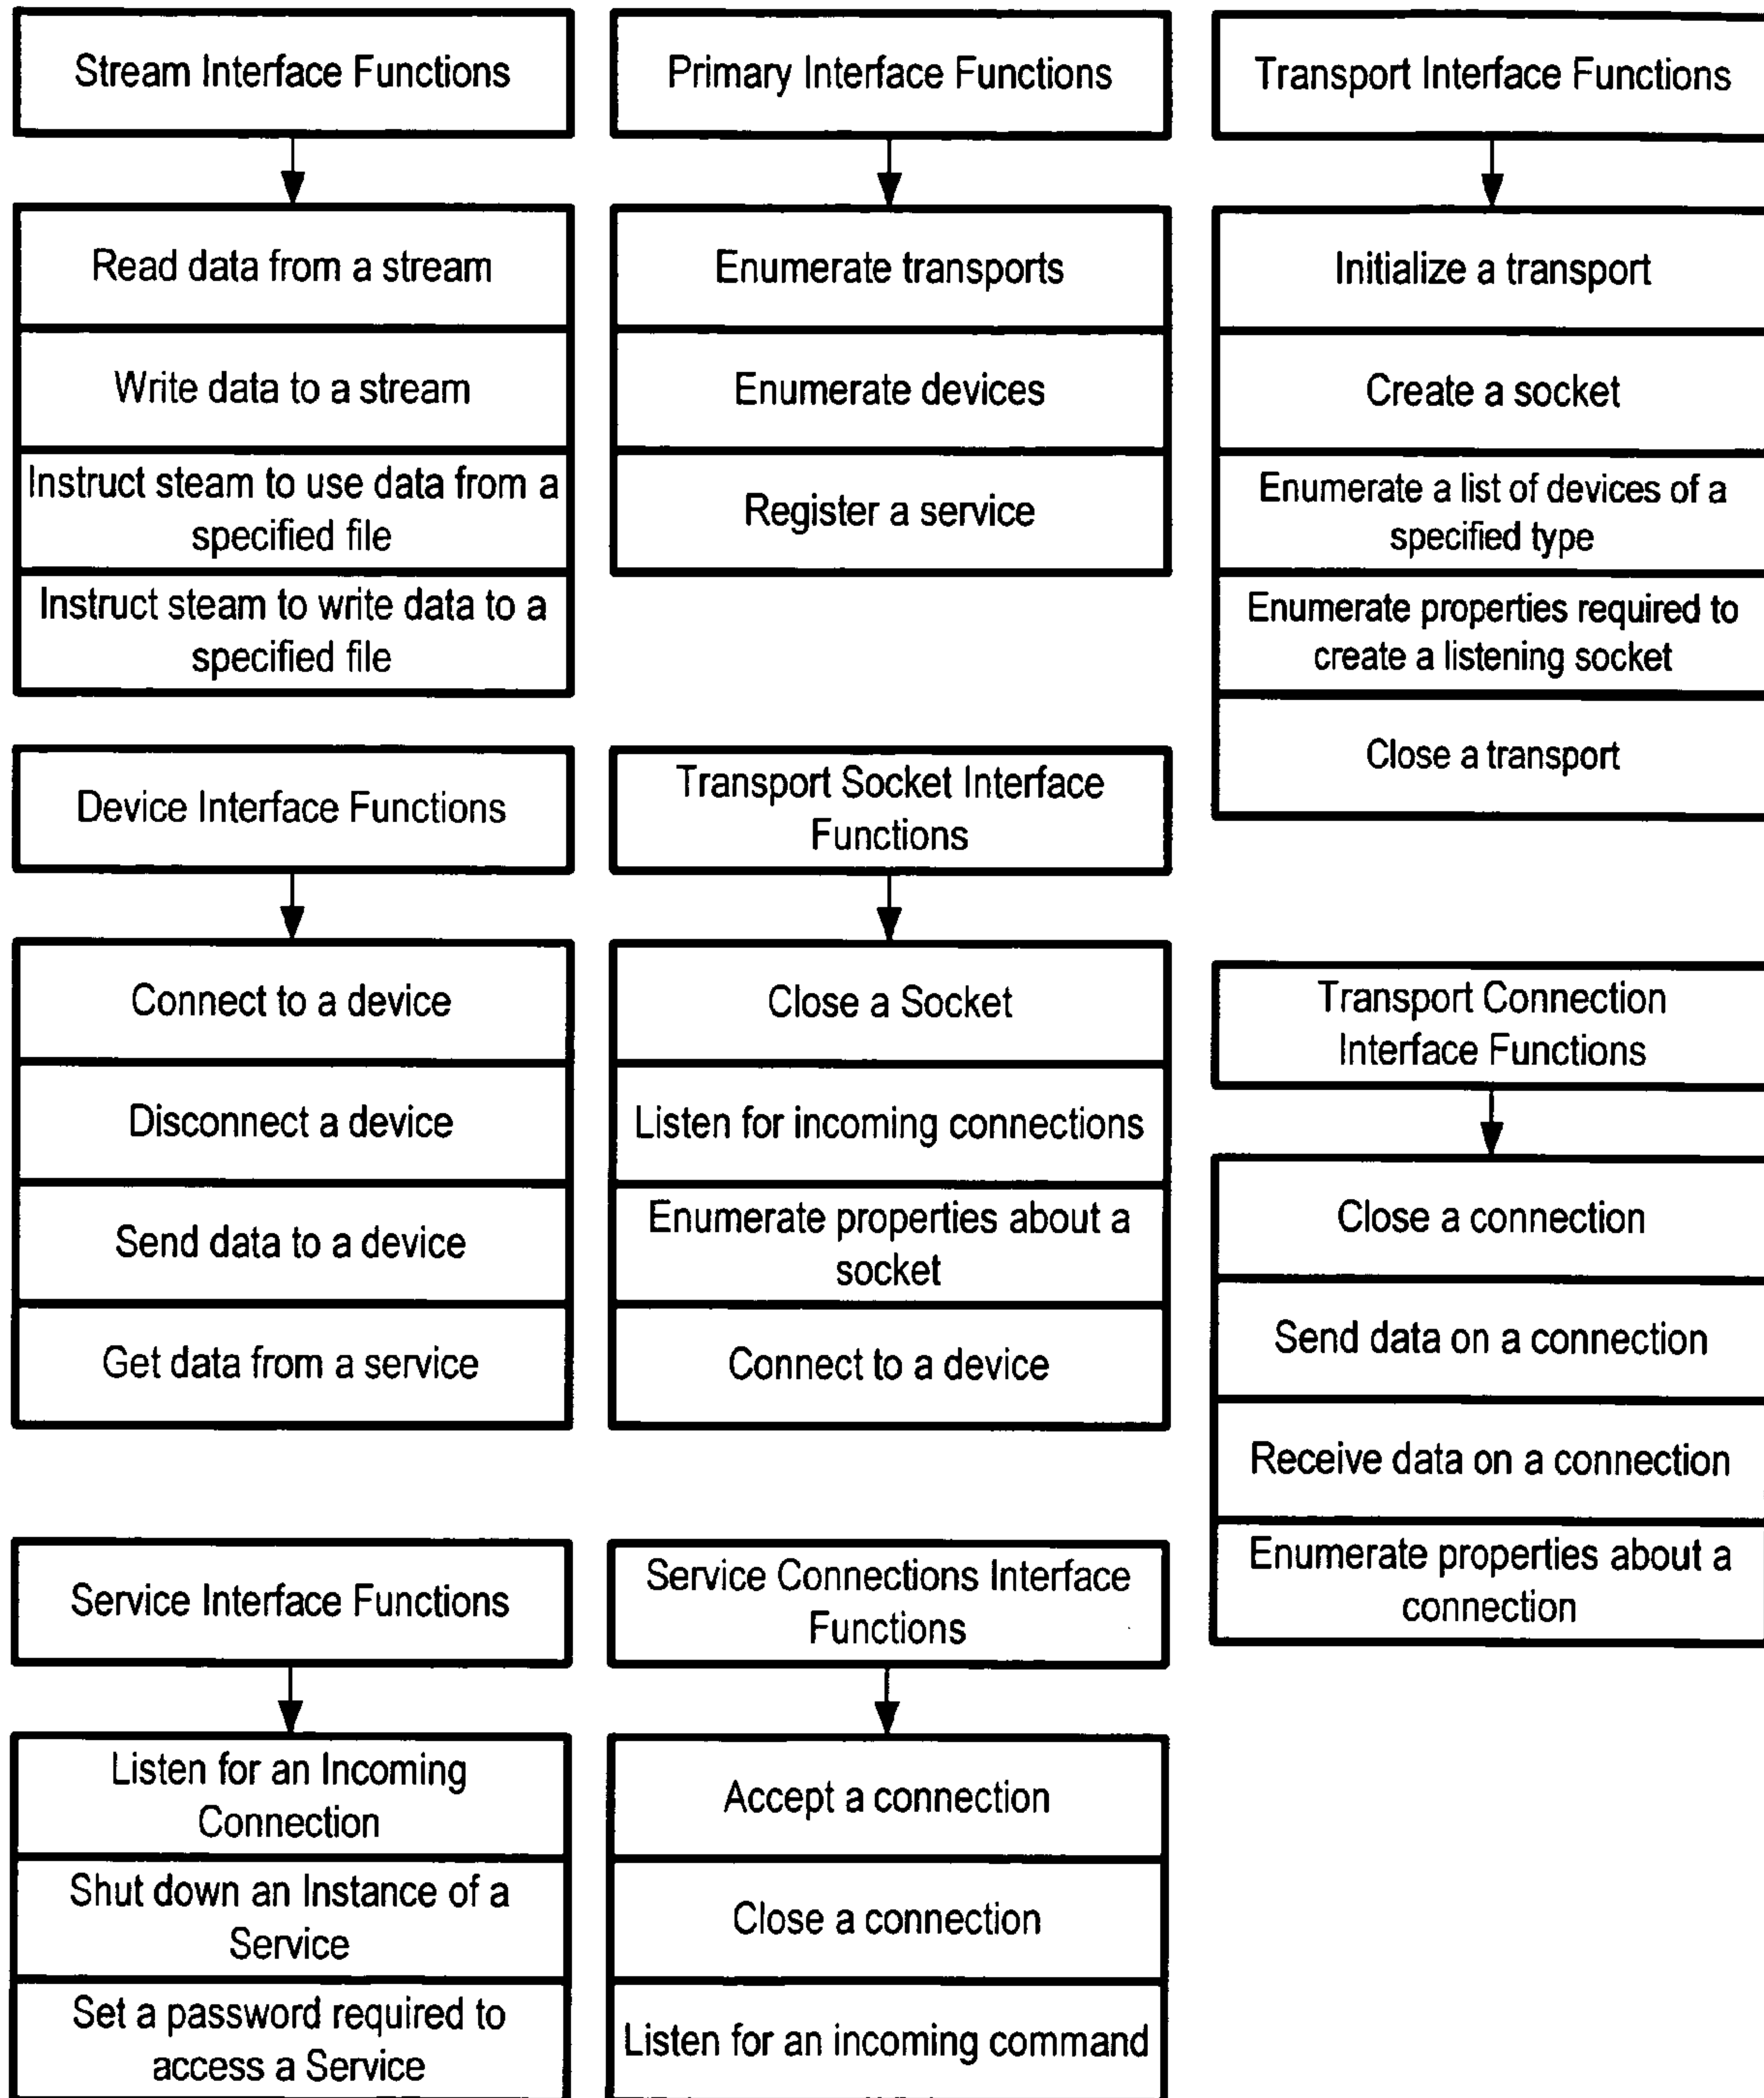 Stream Interface Functions
Read data from a stream
Write data to a stream
Instruct steam to use data from a
specified file
Instruct steam to write data to a
specified file
Primary Interface Functions
Enumerate transports
Enumerate devices
Register a service
Transport Interface Functions
Initialize a transport
Create a socket
Enumerate a list of devices of a
specified type
Enumerate properties required to
create a listening socket
Close a transport
Device Interface Functions
Connect to a device
Disconnect a device
Send data to a device
Get data from a service
Transport Socket Interface
Functions
Close a Socket
Listen for incoming connections
Enumerate properties about a
socket
Connect to a device
Transport Connection
Interface Functions
Close a connection
Send data on a connection
Receive data on a connection
Enumerate properties about a
connection
Service Interface Functions
Listen for an Incoming
Connection
Shut down an Instance of a
Service
Set a password required to
access a Service
Service Connections Interface
Functions
Accept a connection
Close a connection
Listen for an incoming command